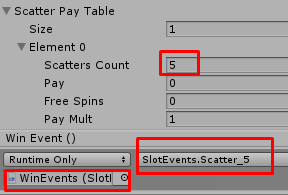 Scatter Pay Table
Size 1
Element 0
Scatters Count 5
Pay 0
Free Spins 0
Pay Mult 1
Win Event ()
Runtime Only SlotEvents.Scatter_5
WinEvents (Slot